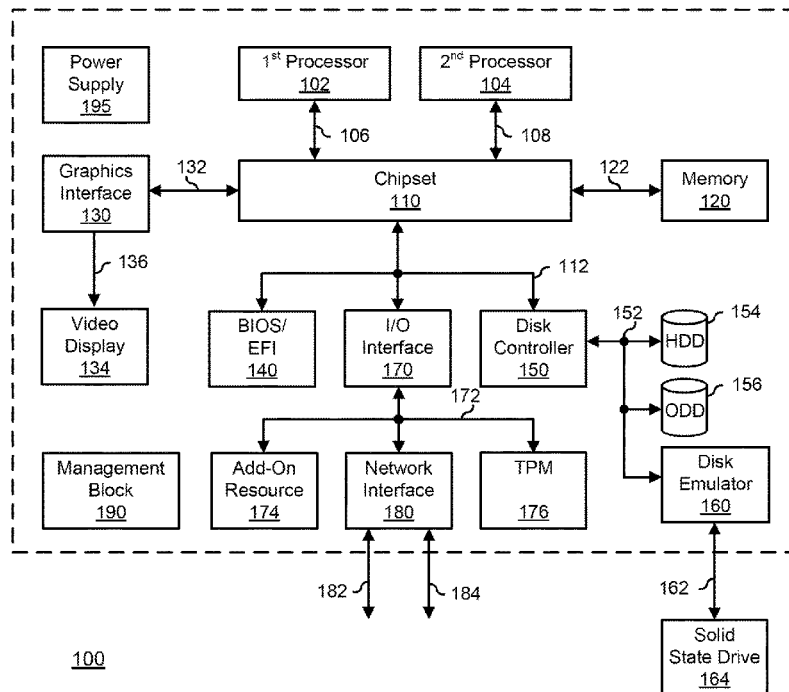 Power
Supply
195
1st Processor
102
2nd Processor
104
106
108
Graphics
Interface
130
132
Chipset
110
122
Memory
120
136
112
Video
Display
134
BIOS/
EFI
140
I/O
Interface
170
Disk
Controller
150
152
154
HDD
156
ODD
172
Management
Block
190
Add-On
Resource
174
Network
Interface
180
TPM
176
Disk
Emulator
160
182
184
162
100
Solid
State Drive
164